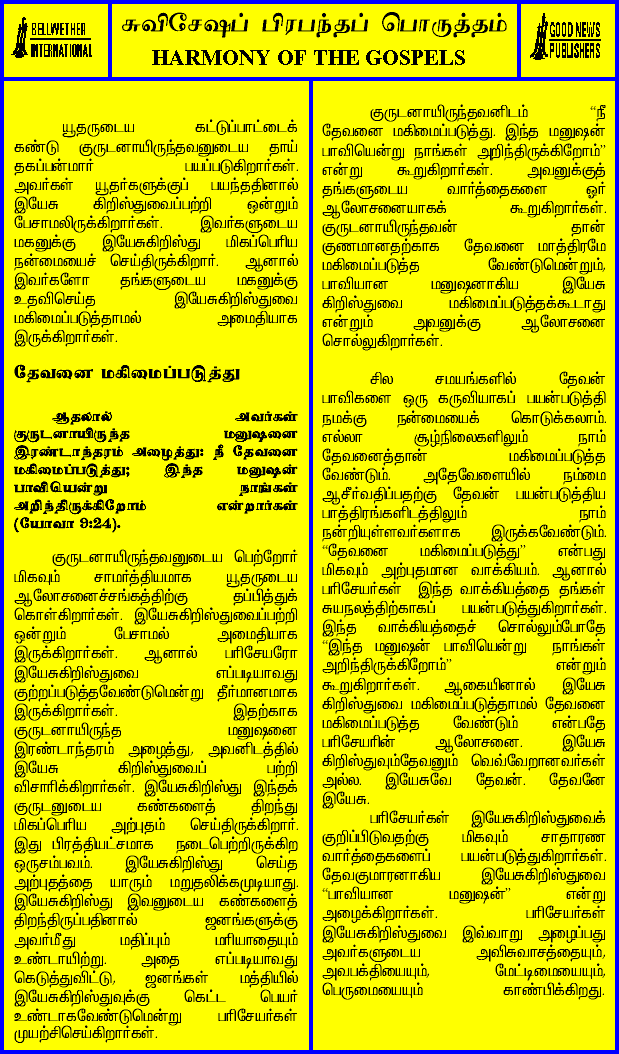 BELLWETHER
INTERNATIONAL
சுவிசேஷப் பிரபந்தப் பொருத்தம்
HARMONY OF THE GOSPELS
GOOD NEWS
PUBLISHERS
யூதருடைய கட்டுப்பாட்டைக்
கண்டு குருடனாயிருந்தவனுடைய தாய்
தகப்பன்மார் பயப்படுகிறார்கள்.
அவர்கள் யூதர்களுக்குப் பயந்ததினால்
இயேசு கிறிஸ்துவைப்பற்றி ஒன்றும்
பேசாமலிருக்கிறார்கள். இவர்களுடைய
மகனுக்கு இயேசுகிறிஸ்து மிகப்பெரிய
நன்மையைச் செய்திருக்கிறார். ஆனால்
இவர்களோ தங்களுடைய மகனுக்கு
உதவிசெய்த இயேசுகிறிஸ்துவை
மகிமைப்படுத்தாமல் அமைதியாக
இருக்கிறார்கள்.
தேவனை மகிமைப்படுத்து
ஆதலால் அவர்கள்
குருடனாயிருந்த மனுஷனை
இரண்டாந்தரம் அழைத்து: நீ தேவனை
மகிமைப்படுத்து; இந்த மனுஷன்
பாவியென்று நாங்கள்
அறிந்திருக்கிறோம் என்றார்கள்
(யோவா 9:24).
குருடனாயிருந்தவனுடைய பெற்றோர்
மிகவும் சாமர்த்தியமாக யூதருடைய
ஆலோசனைச்சங்கத்திற்கு தப்பித்துக்
கொள்கிறார்கள். இயேசுகிறிஸ்துவைப்பற்றி
ஒன்றும் பேசாமல் அமைதியாக
இருக்கிறார்கள். ஆனால் பரிசேயரோ
இயேசுகிறிஸ்துவை எப்படியாவது
குற்றப்படுத்தவேண்டுமென்று தீர்மானமாக
இருக்கிறார்கள். இதற்காக
குருடனாயிருந்த மனுஷனை
இரண்டாந்தரம் அழைத்து, அவனிடத்தில்
இயேசு கிறிஸ்துவைப் பற்றி
விசாரிக்கிறார்கள். இயேசுகிறிஸ்து இந்தக்
குருடனுடைய கண்களைத் திறந்து
மிகப்பெரிய அற்புதம் செய்திருக்கிறார்.
இது பிரத்தியட்சமாக நடைபெற்றிருக்கிற
ஒருசம்பவம். இயேசுகிறிஸ்து செய்த
அற்புதத்தை யாரும் மறுதலிக்கமுடியாது.
இயேசுகிறிஸ்து இவனுடைய கண்களைத்
திறந்திருப்பதினால் ஜனங்களுக்கு
அவர்மீது மதிப்பும் மரியாதையும்
உண்டாயிற்று. அதை எப்படியாவது
கெடுத்துவிட்டு, ஜனங்கள் மத்தியில்
இயேசுகிறிஸ்துவுக்கு கெட்ட பெயர்
உண்டாகவேண்டுமென்று பரிசேயர்கள்
முயற்சிசெய்கிறார்கள்.
குருடனாயிருந்தவனிடம் “நீ
தேவனை மகிமைப்படுத்து. இந்த மனுஷன்
பாவியென்று நாங்கள் அறிந்திருக்கிறோம்”
என்று கூறுகிறார்கள். அவனுக்குத்
தங்களுடைய வார்த்தைகளை ஓர்
ஆலோசனையாகக் கூறுகிறார்கள்.
குருடனாயிருந்தவன் தான்
குணமானதற்காக தேவனை மாத்திரமே
மகிமைப்படுத்த வேண்டுமென்றும்,
பாவியான மனுஷனாகிய இயேசு
கிறிஸ்துவை மகிமைப்படுத்தக்கூடாது
என்றும் அவனுக்கு ஆலோசனை
சொல்லுகிறார்கள்.
சில சமயங்களில் தேவன்
பாவிகளை ஒரு கருவியாகப் பயன்படுத்தி
நமக்கு நன்மையைக் கொடுக்கலாம்.
எல்லா சூழ்நிலைகளிலும் நாம்
தேவனைத்தான் மகிமைப்படுத்த
வேண்டும். அதேவேளையில் நம்மை
ஆசீர்வதிப்பதற்கு தேவன் பயன்படுத்திய
பாத்திரங்களிடத்திலும் நாம்
நன்றியுள்ளவர்களாக இருக்கவேண்டும்.
“தேவனை மகிமைப்படுத்து” என்பது
மிகவும் அற்புதமான வாக்கியம். ஆனால்
பரிசேயர்கள் இந்த வாக்கியத்தை தங்கள்
சுயநலத்திற்காகப் பயன்படுத்துகிறார்கள்.
இந்த வாக்கியத்தைச் சொல்லும்போதே
“இந்த மனுஷன் பாவியென்று நாங்கள்
அறிந்திருக்கிறோம்” என்றும்
கூறுகிறார்கள். ஆகையினால் இயேசு
கிறிஸ்துவை மகிமைப்படுத்தாமல் தேவனை
மகிமைப்படுத்த வேண்டும் என்பதே
பரிசேயரின் ஆலோசனை. இயேசு
கிறிஸ்துவும்தேவனும் வெவ்வேறானவர்கள்
அல்ல. இயேசுவே தேவன். தேவனே
இயேசு.
பரிசேயர்கள் இயேசுகிறிஸ்துவைக்
குறிப்பிடுவதற்கு மிகவும் சாதாரண
வார்த்தைகளைப் பயன்படுத்துகிறார்கள்.
தேவகுமாரனாகிய இயேசுகிறிஸ்துவை
“பாவியான மனுஷன்” என்று
அழைக்கிறார்கள். பரிசேயர்கள்
இயேசுகிறிஸ்துவை இவ்வாறு அழைப்பது
அவர்களுடைய அவிசுவாசத்தையும்,
அவபக்தியையும், மேட்டிமையையும்,
பெருமையையும் காண்பிக்கிறது.